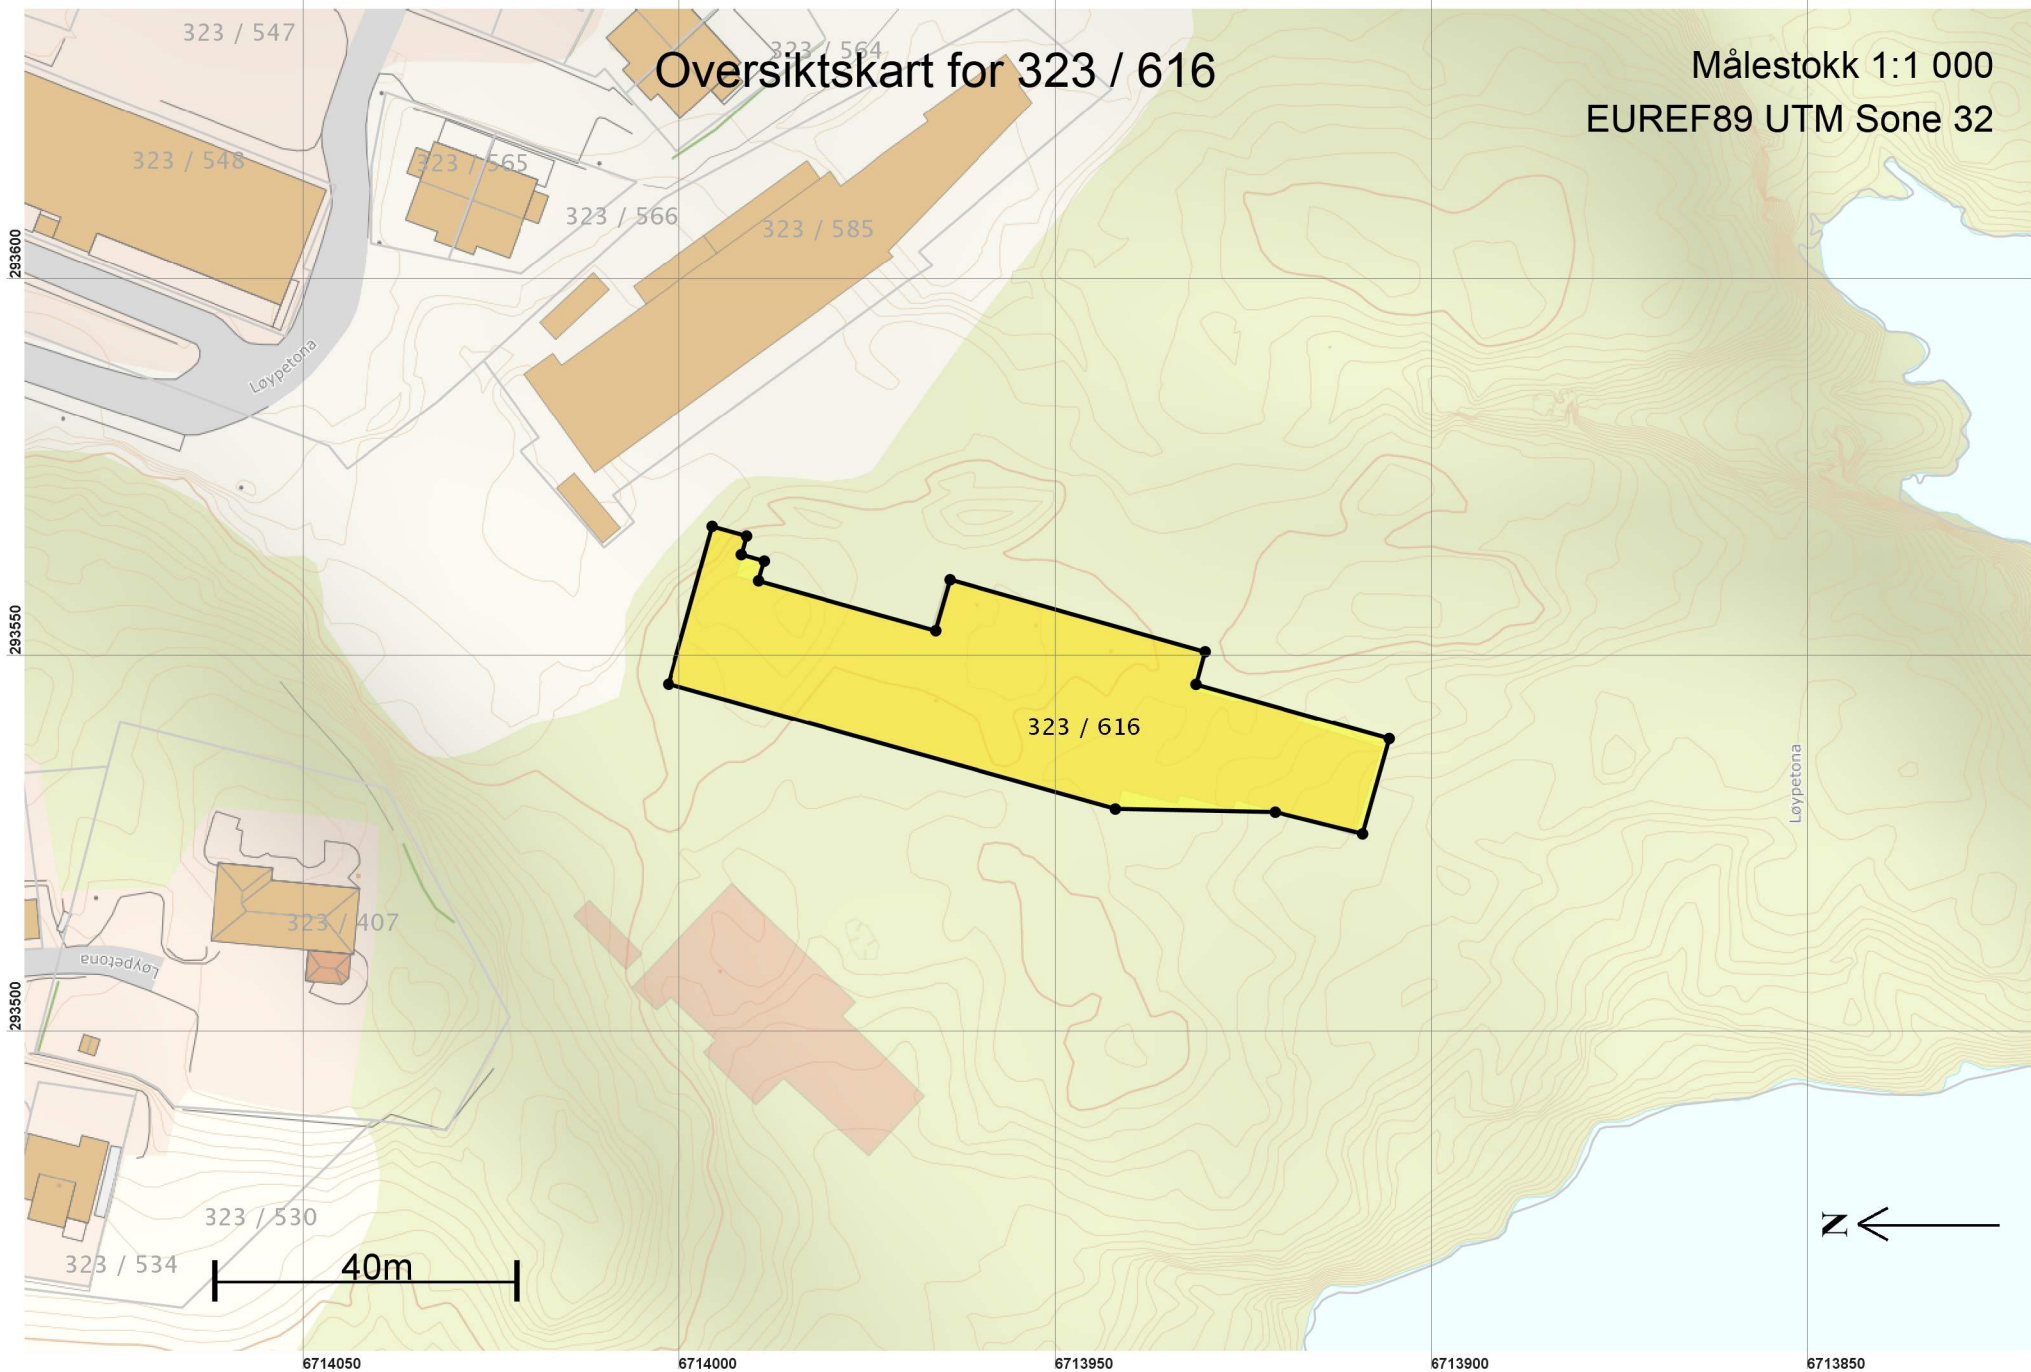 323 / 547
323 / 564
Oversiktskart for 323 / 616
Målestokk 1:1 000
EUREF89 UTM Sone 32
323 / 548
323 / 565
323 / 566
323 / 585
293600
Løypetona
293550
323 / 616
Løypetona
323 / 407
Løypetona
293500
323 / 530
323 / 534
40m
N
6714050
6714000
6713950
6713900
6713850